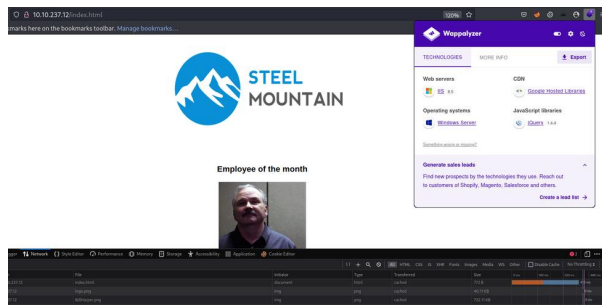 10.10.237.12/index.html
120%
marks here on the bookmarks toolbar. Manage bookmarks...
STEEL
MOUNTAIN
Employee of the month
Wappalyzer
TECHNOLOGIES
MORE INFO
Export
Web servers
IIS 8.5
CDN
Google Hosted Libraries
Operating systems
Windows Server
JavaScript libraries
jQuery 1.4.4
Something wrong or missing?
Generate sales leads
Find new prospects by the technologies they use. Reach out
to customers of Shopify, Magento, Salesforce and others.
Create a lead list
Network
Style Editor
Performance
Memory
Storage
Accessibility
Application
Cookie Editor
All HTML CSS JS XHR Fonts Images Media WS Other
Disable Cache
No Throttling
File
Initiator
Type
Transferred
Size
index.html
document
html
cached
img
png
cached
img
png
cached